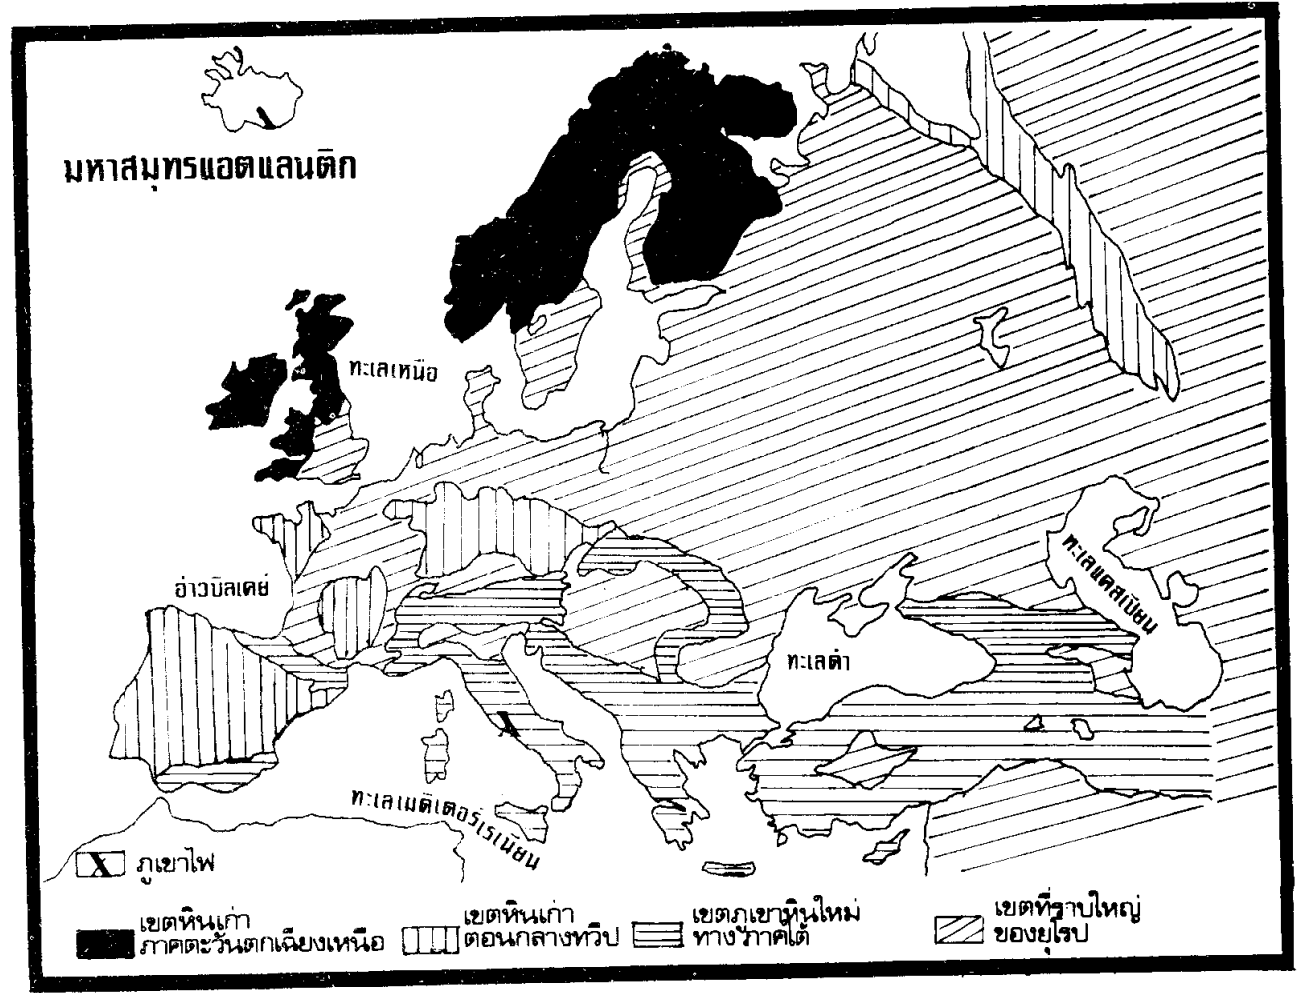 มหาสมุทรแอตแลนติก
ทะเลเหนือ
อ่าวบิสเคย์
ทะเลแคสเปียน
ทะเลดำ
ทะเลเมดิเตอร์เรเนียน
X ภูเขาไฟ
เขตหินเก่า
ภาคตะวันตกเฉียงเหนือ
เขตหินเก่า
ตอนกลางทวีป
เขตภูเขาหินใหม่
ทางภาคใต้
เขตที่ราบใหญ่
ของยุโรป